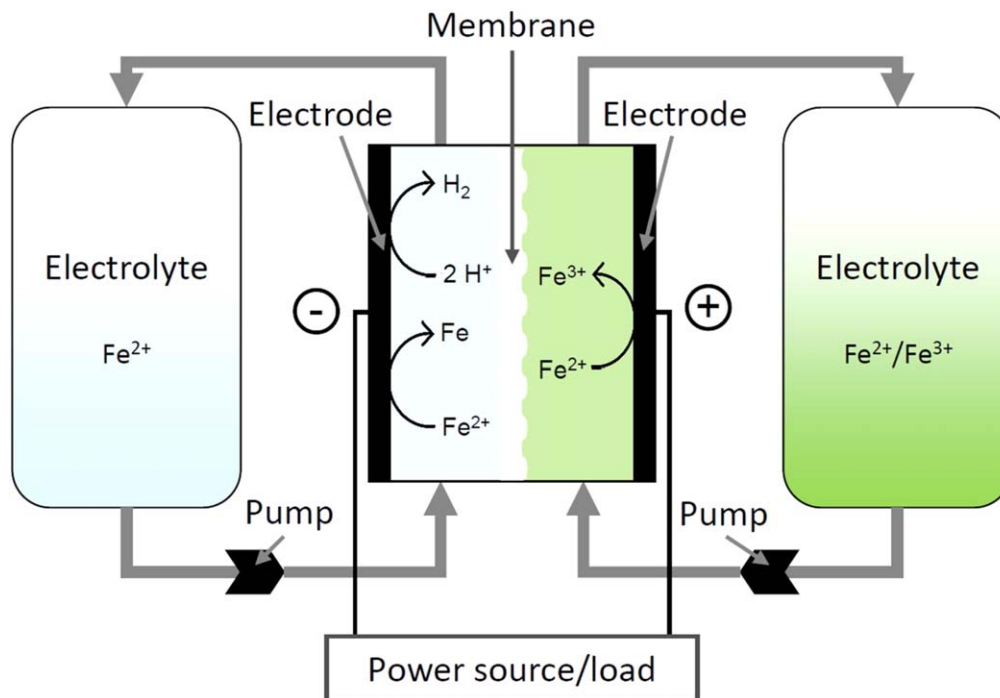 Membrane
Electrode
Electrode
H₂
2 H⁺
Fe
Fe²⁺
Fe³⁺
Fe²⁺
Electrolyte
Fe²⁺
Electrolyte
Fe²⁺/Fe³⁺
-
+
Pump
Pump
Power source/load